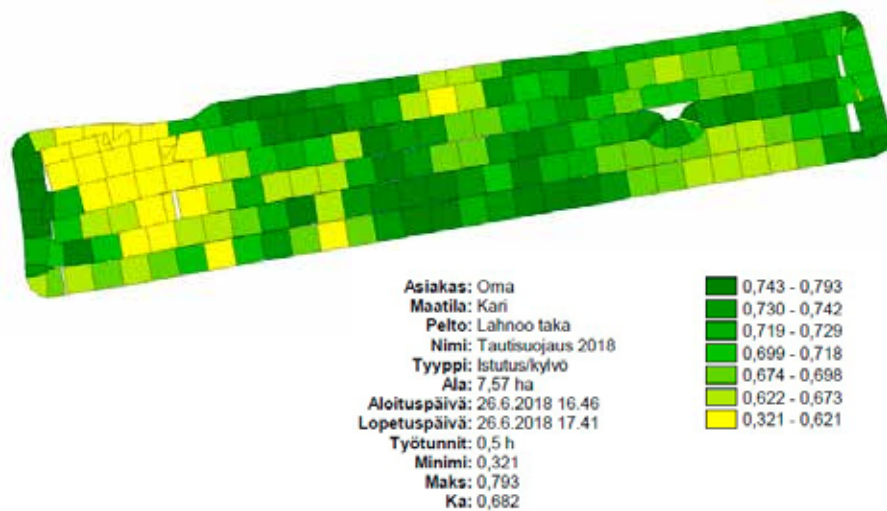 Asiakas: Oma
Maatila: Kari
Pelto: Lahnoo taka
Nimi: Tautisuojaus 2018
Tyyppi: Istutus/kylvö
Ala: 7,57 ha
Aloituspäivä: 26.6.2018 16.46
Lopetuspäivä: 26.6.2018 17.41
Työtunnit: 0,5 h
Minimi: 0,321
Maks: 0,793
Ka: 0,682
0,743 - 0,793
0,730 - 0,742
0,719 - 0,729
0,699 - 0,718
0,674 - 0,698
0,622 - 0,673
0,321 - 0,621